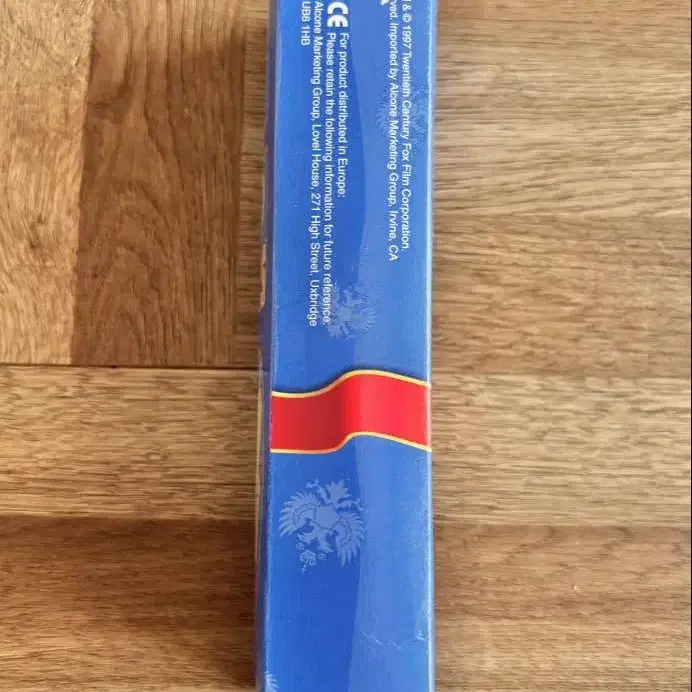 & © 1997 Twentieth Century Fox Film Corporation.
ved. Imported by Alcone Marketing Group, Irvine, CA
CE For product distributed in Europe:
Please retain the following information for future reference:
Alcone Marketing Group, Lovel House, 271 High Street, Uxbridge
UB8 1HB